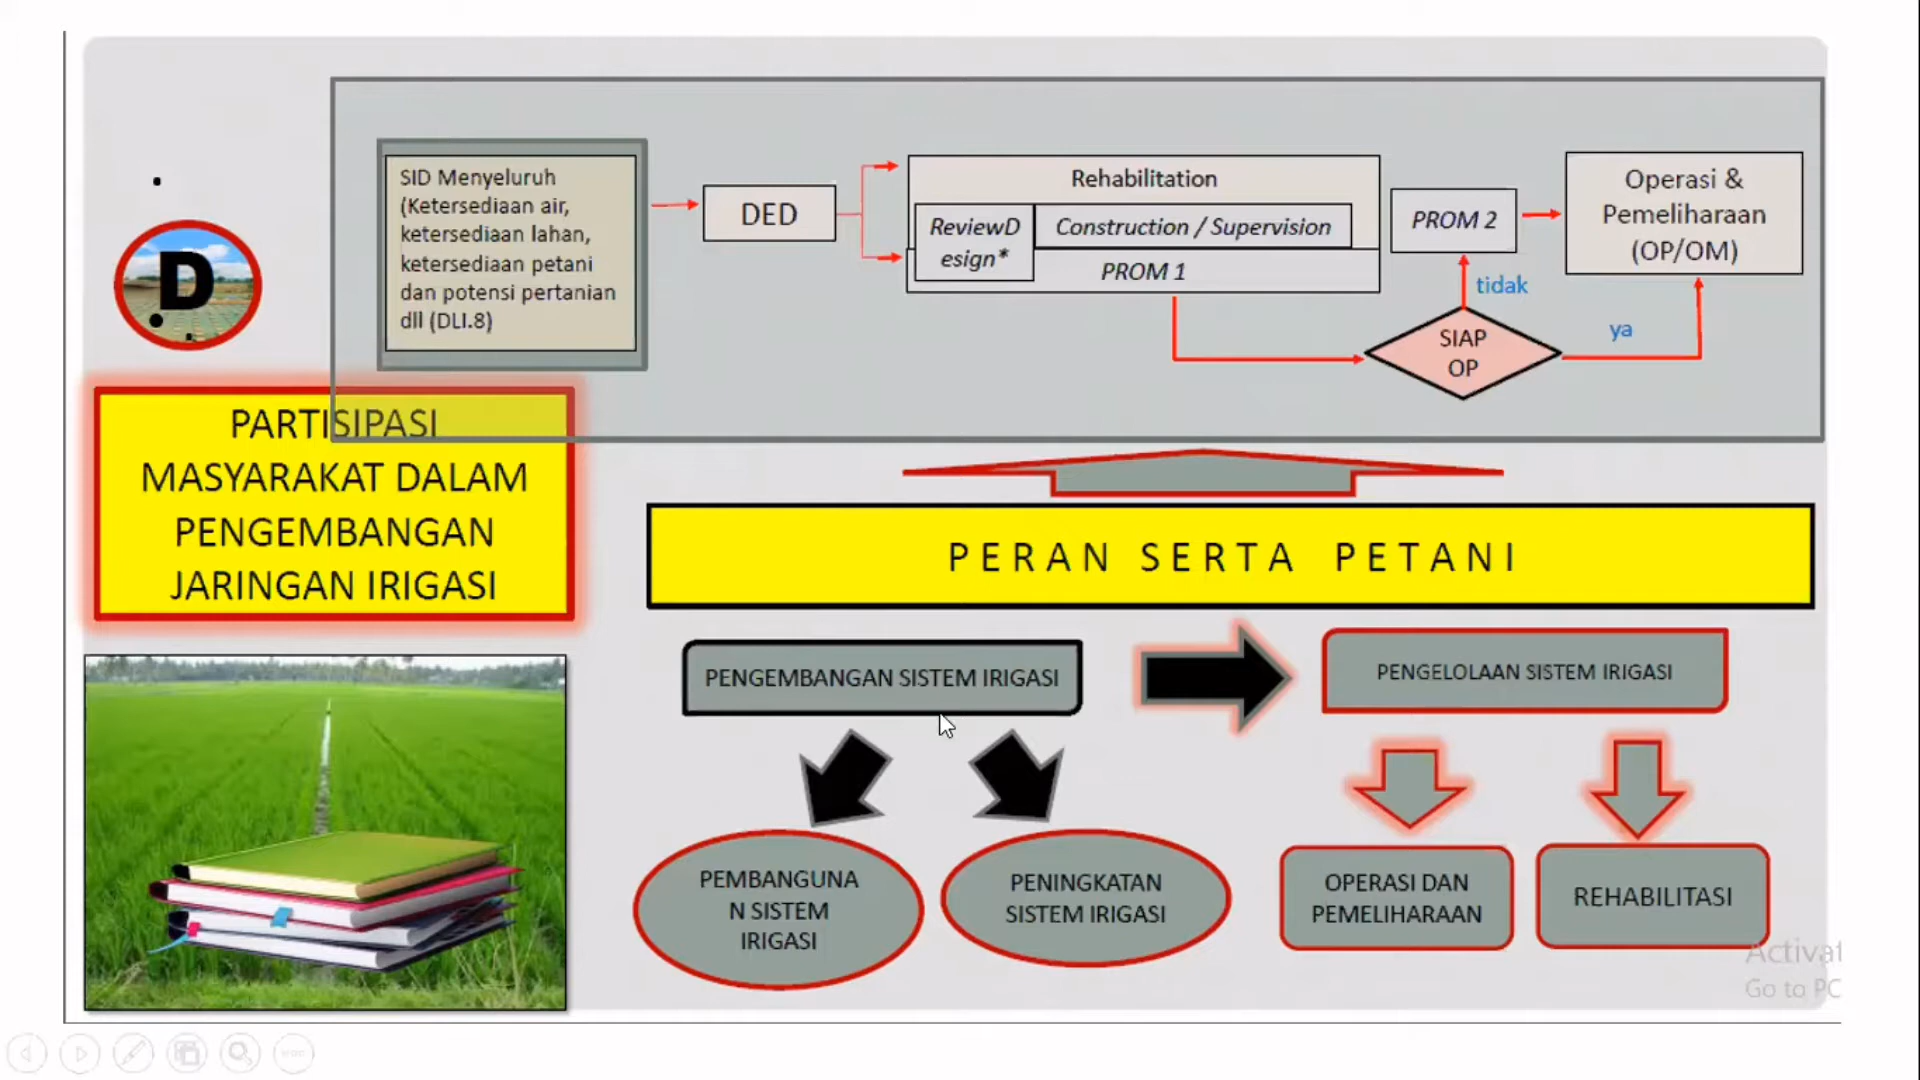 SID Menyeluruh
(Ketersediaan air,
ketersediaan lahan,
ketersediaan petani
dan potensi pertanian
dll (DLI.8)
DED
Rehabilitation
ReviewD
esign*
Construction / Supervision
PROM 1
PROM 2
Operasi &
Pemeliharaan
(OP/OM)
tidak
ya
SIAP
OP
D
PARTISIPASI
MASYARAKAT DALAM
PENGEMBANGAN
JARINGAN IRIGASI
PERAN SERTA PETANI
PENGEMBANGAN SISTEM IRIGASI
PENGELOLAAN SISTEM IRIGASI
PEMBANGUNA
N SISTEM
IRIGASI
PENINGKATAN
SISTEM IRIGASI
OPERASI DAN
PEMELIHARAAN
REHABILITASI
Activat
Go to PC